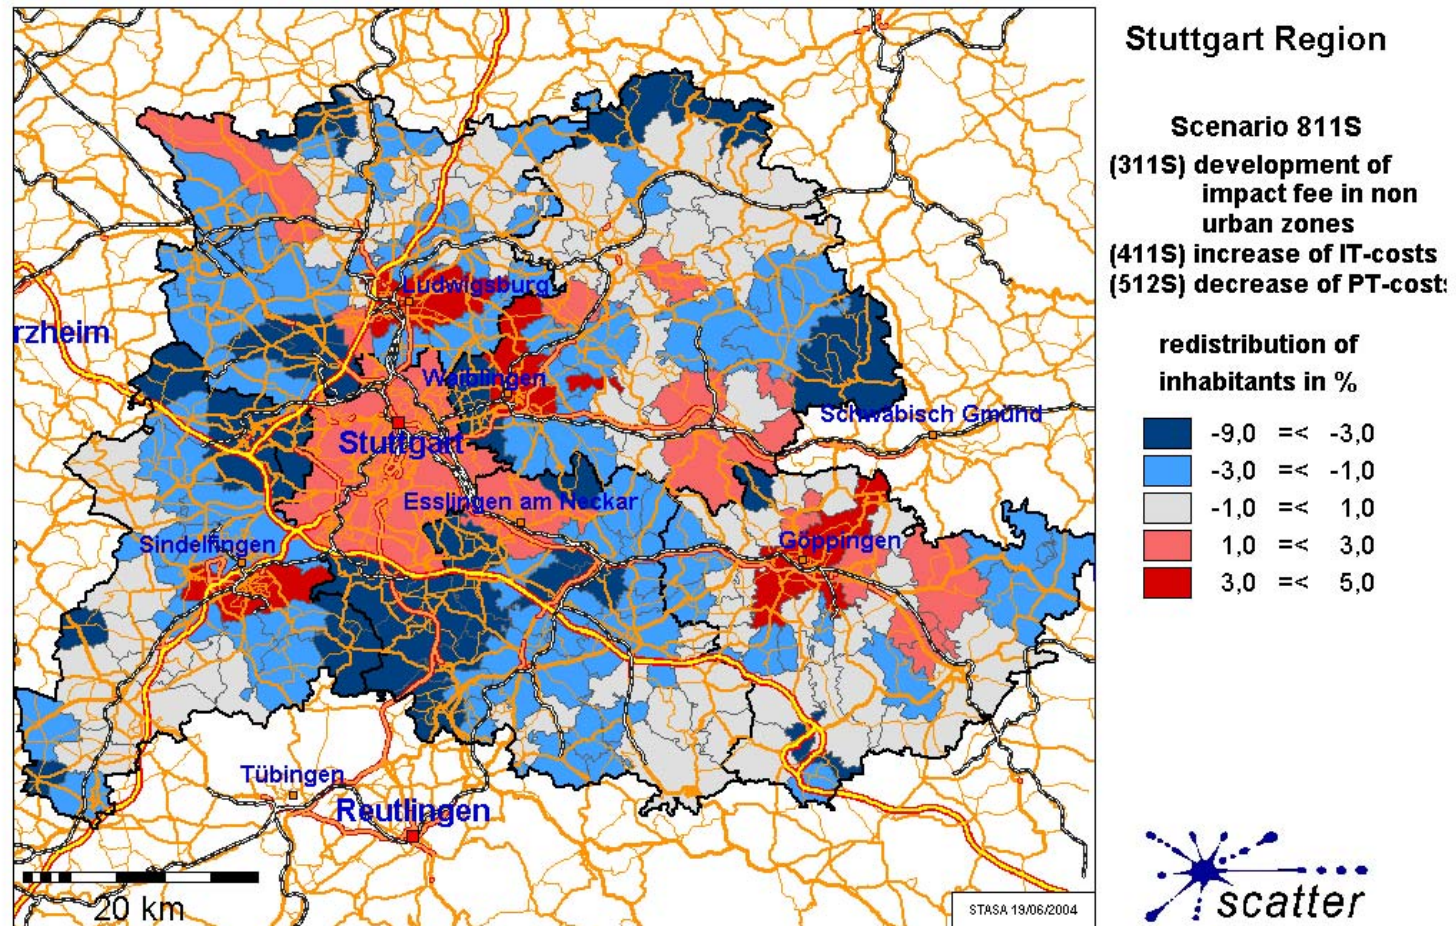 Stuttgart Region
Scenario 811S
(311S) development of
impact fee in non
urban zones
(411S) increase of IT-costs
(512S) decrease of PT-costs
redistribution of
inhabitants in %
-9,0 =< -3,0
-3,0 =< -1,0
-1,0 =< 1,0
1,0 =< 3,0
3,0 =< 5,0
Ludwigsburg
rzheim
Waiblingen
Schwäbisch Gmünd
Stuttgart
Esslingen am Neckar
Sindelfingen
Göppingen
Tübingen
Reutlingen
20 km
STASA 19/06/2004
scatter